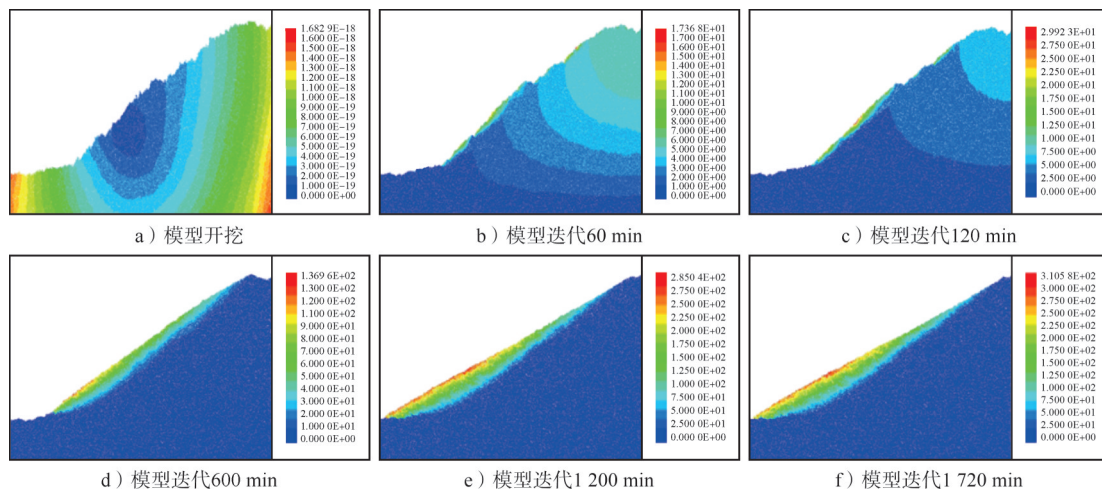 1.682 9E-18
1.600 0E-18
1.500 0E-18
1.400 0E-18
1.300 0E-18
1.200 0E-18
1.000 0E-18
9.000 0E-19
8.000 0E-19
7.000 0E-19
6.000 0E-19
5.000 0E-19
4.000 0E-19
3.000 0E-19
2.000 0E-19
1.000 0E-19
0.000 0E+00
a）模型开挖
1.736 8E+01
1.700 0E+01
1.600 0E+01
1.400 0E+01
1.300 0E+01
1.200 0E+01
1.100 0E+01
9.000 0E+00
8.000 0E+00
7.000 0E+00
6.000 0E+00
5.000 0E+00
4.000 0E+00
3.000 0E+00
2.000 0E+00
1.000 0E+00
0.000 0E+00
b）模型迭代60 min
2.992 3E+01
2.750 0E+01
2.500 0E+01
2.250 0E+01
2.000 0E+01
1.750 0E+01
1.500 0E+01
1.250 0E+01
1.000 0E+01
7.500 0E+00
5.000 0E+00
2.500 0E+00
0.000 0E+00
c）模型迭代120 min
1.369 6E+02
1.300 0E+02
1.200 0E+02
1.100 0E+02
9.000 0E+01
8.000 0E+01
7.000 0E+01
6.000 0E+01
5.000 0E+01
4.000 0E+01
3.000 0E+01
2.000 0E+01
1.000 0E+01
0.000 0E+00
d）模型迭代600 min
2.850 4E+02
2.750 0E+02
2.500 0E+02
2.250 0E+02
2.000 0E+02
1.750 0E+02
1.500 0E+02
1.250 0E+02
1.000 0E+02
7.500 0E+01
5.000 0E+01
2.500 0E+01
0.000 0E+00
e）模型迭代1 200 min
3.105 8E+02
3.000 0E+02
2.750 0E+02
2.500 0E+02
2.250 0E+02
2.000 0E+02
1.750 0E+02
1.500 0E+02
1.250 0E+02
1.000 0E+02
7.500 0E+01
5.000 0E+01
2.500 0E+01
0.000 0E+00
f）模型迭代1 720 min